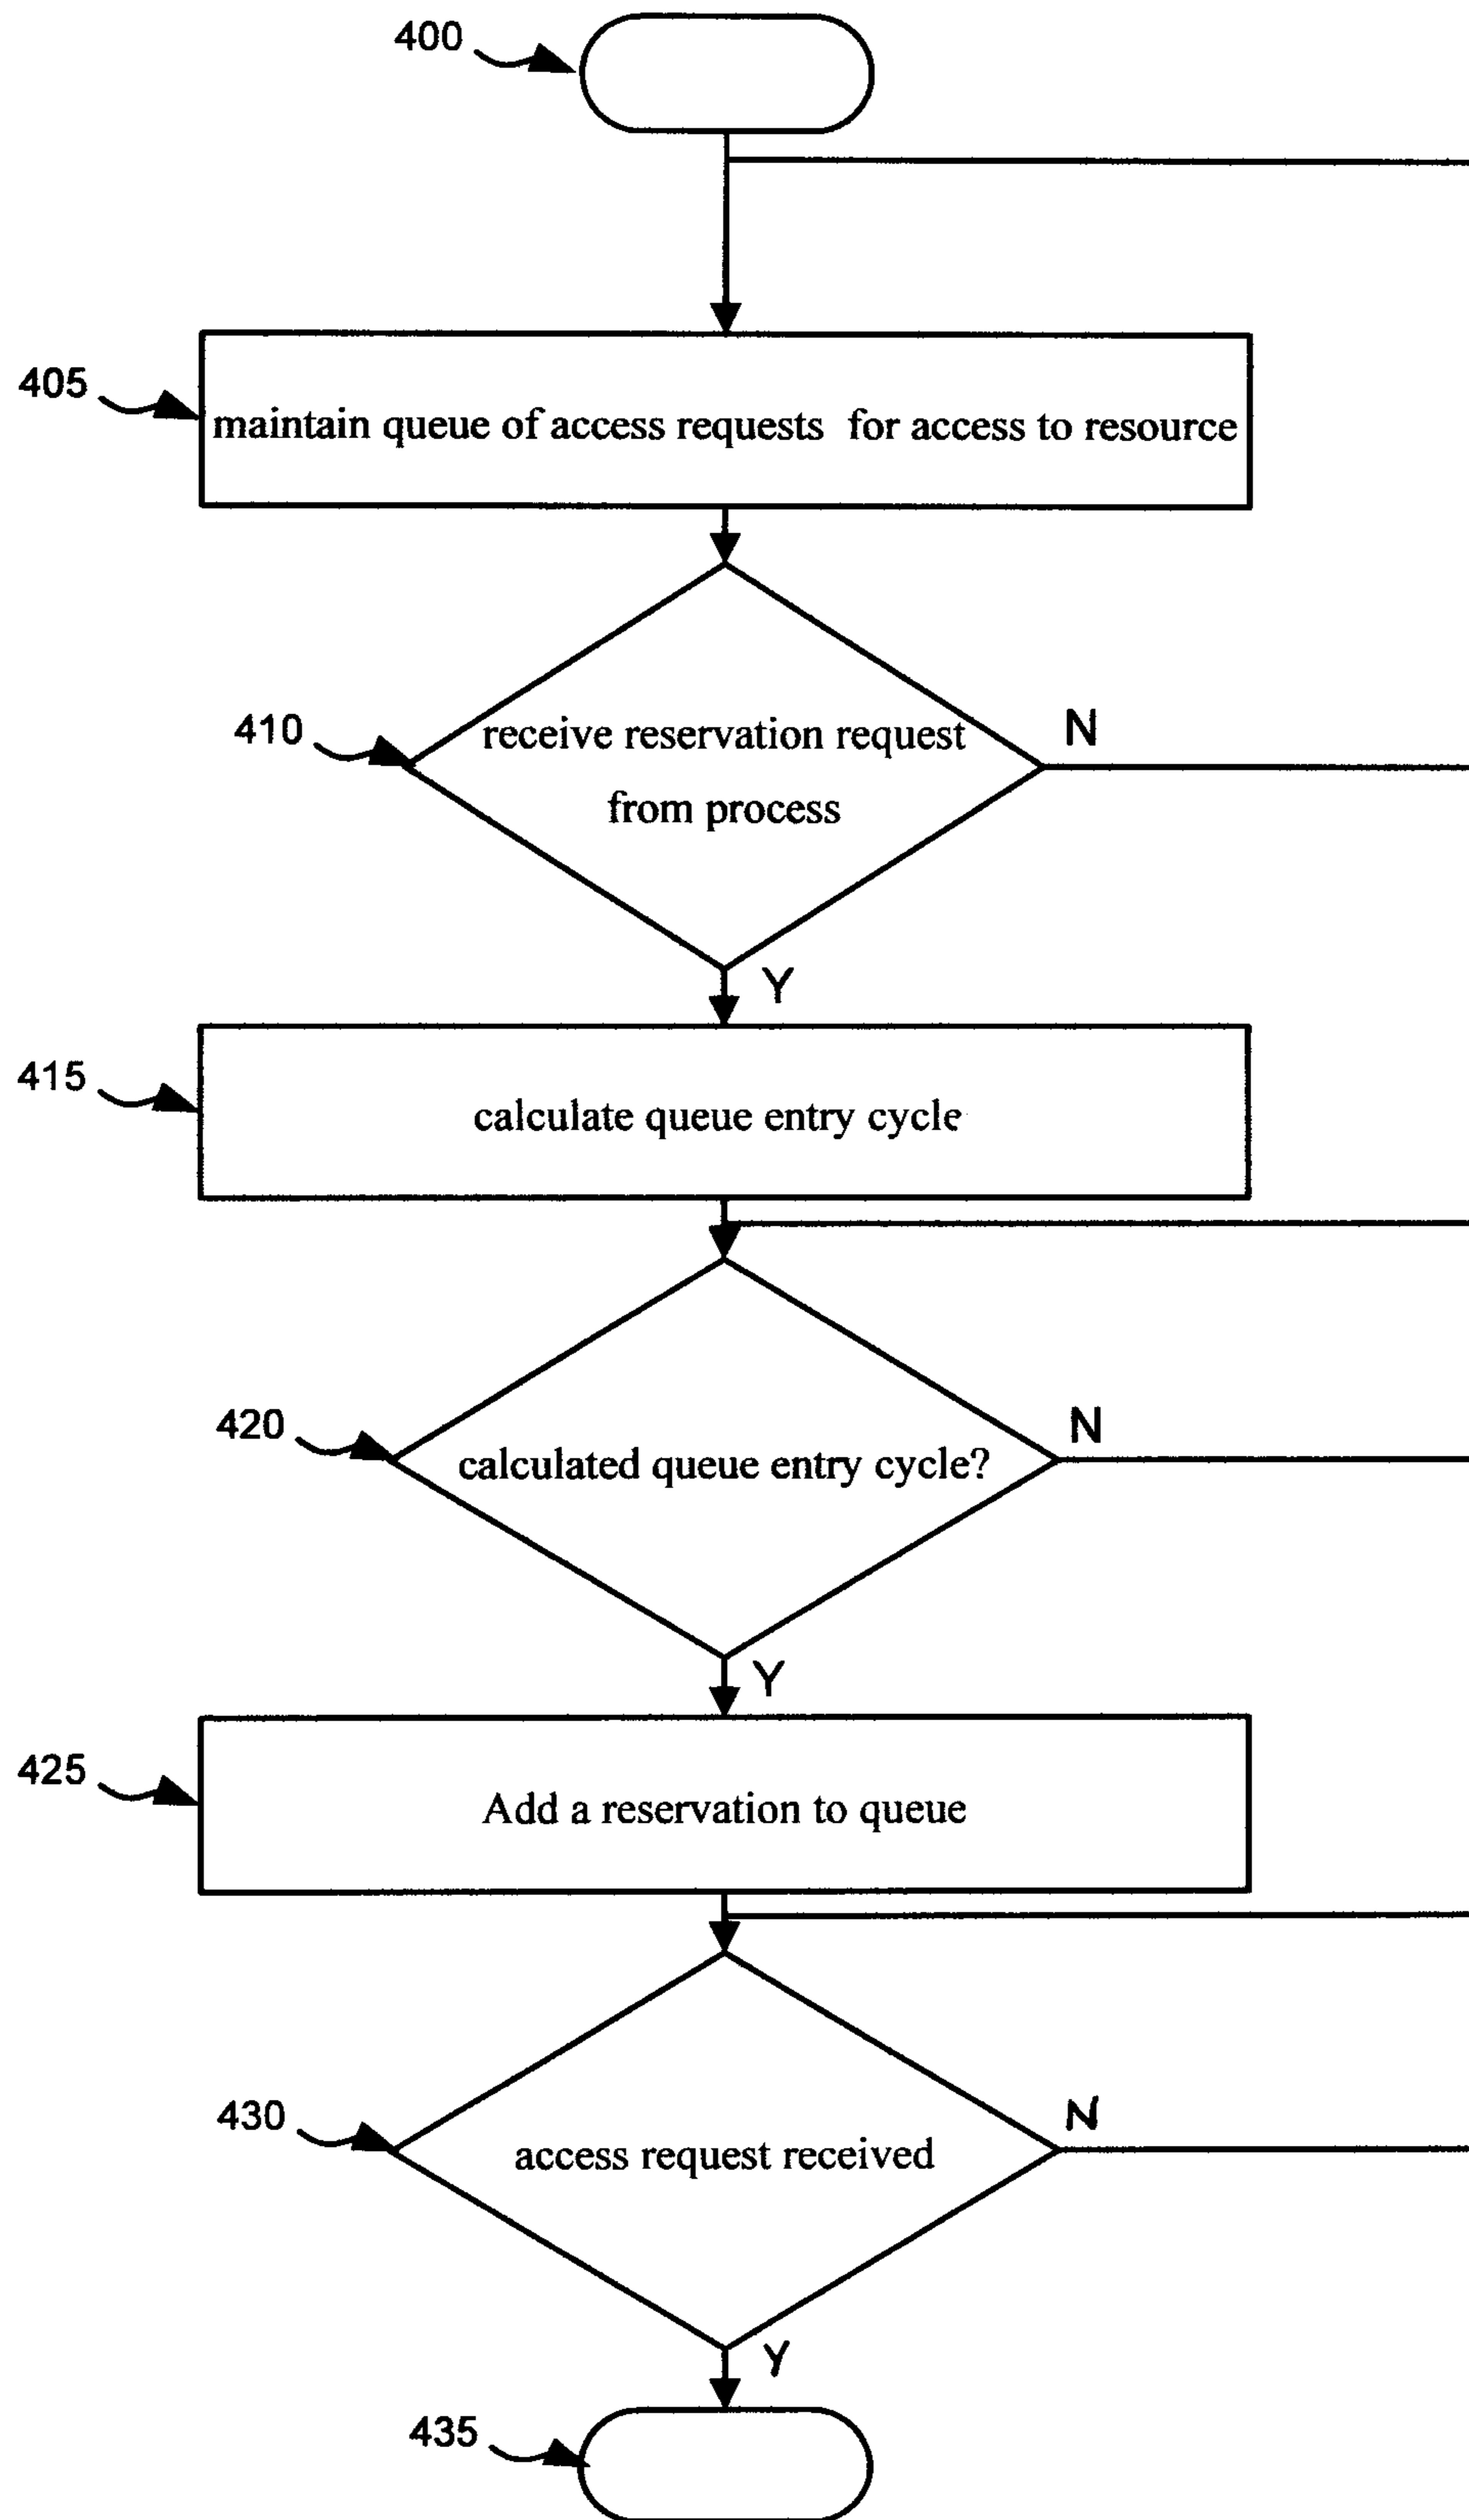 400
405
maintain queue of access requests for access to resource
410
receive reservation request
from process
N
Y
415
calculate queue entry cycle
420
calculated queue entry cycle?
N
Y
425
Add a reservation to queue
430
access request received
N
Y
435